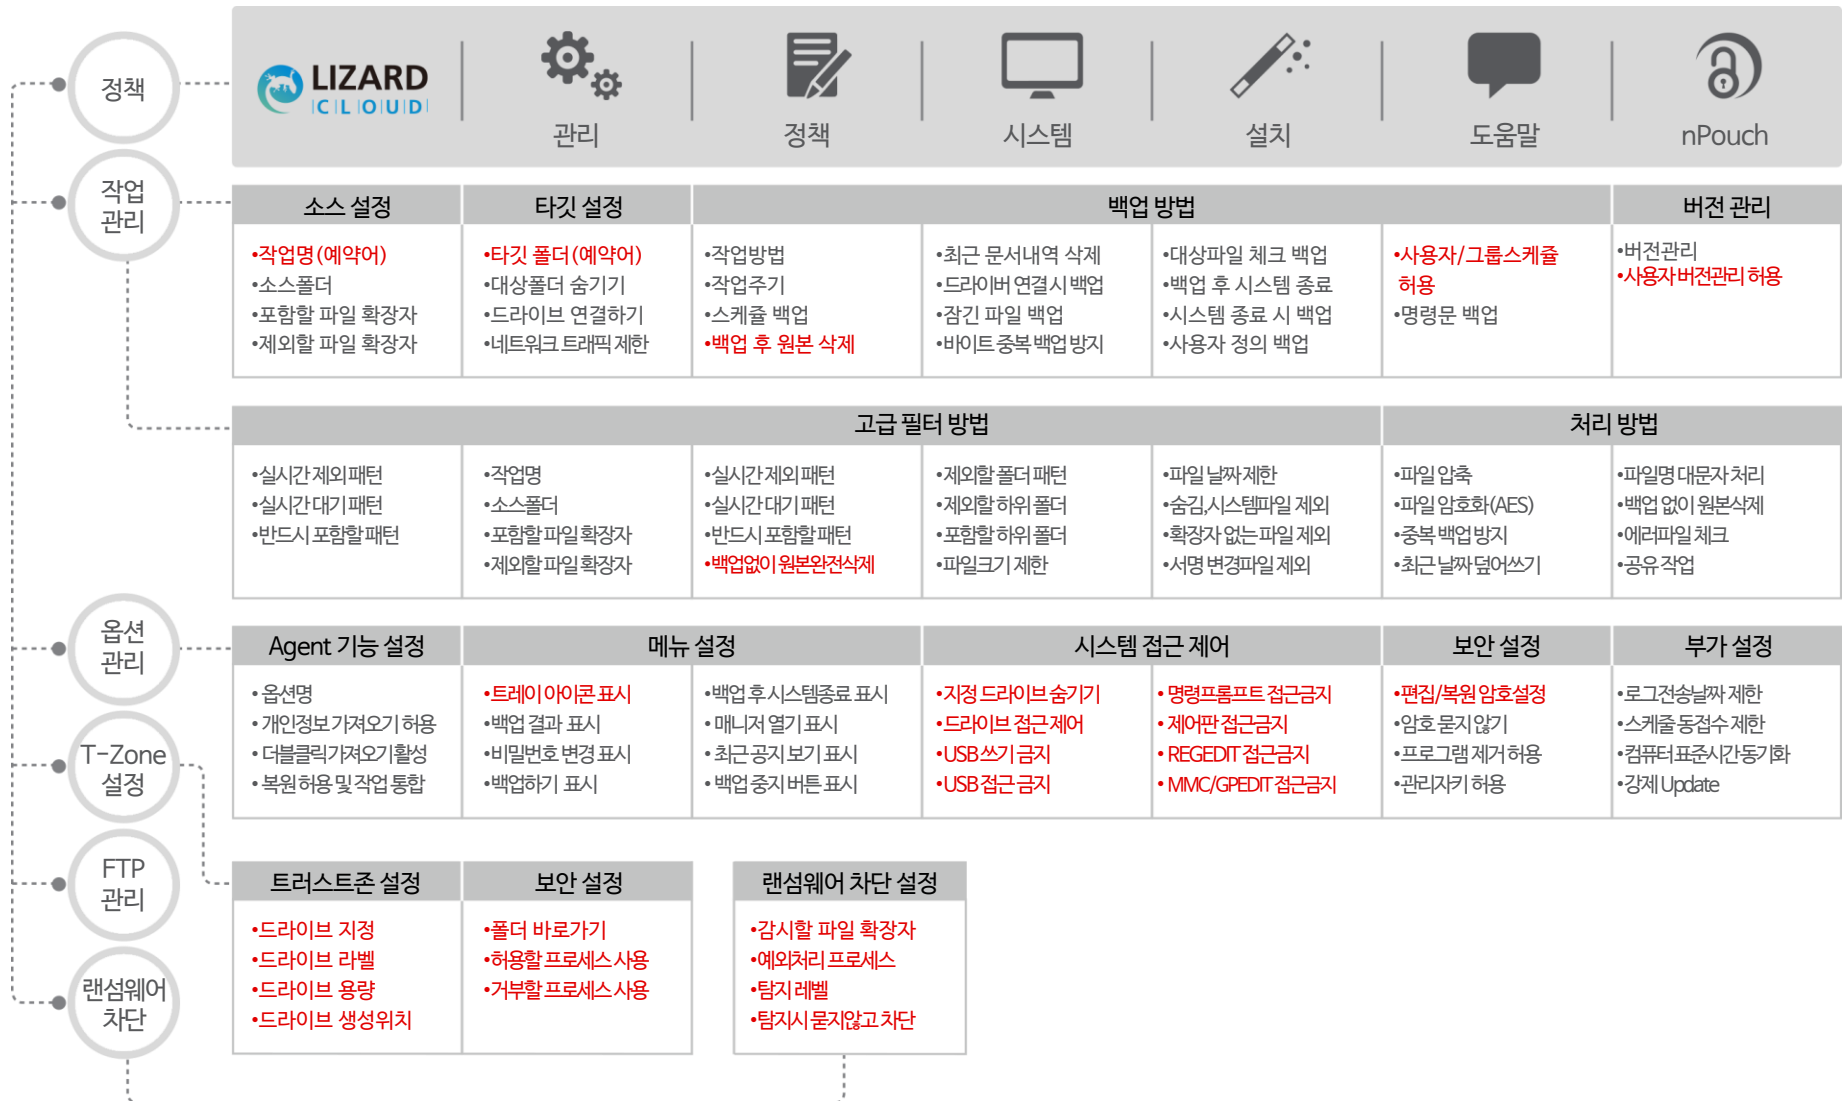 정책
LIZARD
CLOUD
관리
정책
시스템
설치
도움말
nPouch
작업
관리
소스 설정
타깃 설정
백업 방법
버전 관리
•작업명(예약어)
•소스폴더
•포함할 파일 확장자
•제외할 파일 확장자
•타깃 폴더(예약어)
•대상폴더 숨기기
•드라이브 연결하기
•네트워크 트래픽 제한
•작업방법
•작업주기
•스케쥴 백업
•백업 후 원본 삭제
•최근 문서내역 삭제
•드라이버 연결 시 백업
•잠긴 파일 백업
•바이트 중복 백업 방지
•대상파일 체크 백업
•백업 후 시스템 종료
•시스템 종료 시 백업
•사용자 정의 백업
•사용자/그룹스케쥴
허용
•명령문 백업
•버전관리
•사용자 버전관리 허용
고급 필터 방법
처리 방법
•실시간 제외 패턴
•실시간 대기 패턴
•반드시 포함할 패턴
•작업명
•소스폴더
•포함할 파일 확장자
•제외할 파일 확장자
•실시간 제외 패턴
•실시간 대기 패턴
•반드시 포함할 패턴
•백업없이 원본완전삭제
•제외할 폴더 패턴
•제외할 하위 폴더
•포함할 하위 폴더
•파일크기 제한
•파일 날짜 제한
•숨김,시스템파일 제외
•확장자 없는 파일 제외
•서명 변경파일 제외
•파일 압축
•파일 암호화(AES)
•중복 백업 방지
•최근 날짜 덮어쓰기
•파일명 대문자 처리
•백업 없이 원본삭제
•에러파일 체크
•공유 작업
옵션
관리
Agent 기능 설정
메뉴 설정
시스템 접근 제어
보안 설정
부가 설정
•옵션명
•개인정보 가져오기 허용
•더블클릭 가져오기 활성
•복원 허용 및 작업 통합
•트레이 아이콘 표시
•백업 결과 표시
•비밀번호 변경 표시
•백업하기 표시
•백업 후 시스템종료 표시
•매니저 열기 표시
•최근 공지 보기 표시
•백업 중지 버튼 표시
•지정 드라이브 숨기기
•드라이브 접근 제어
•USB 쓰기 금지
•USB 접근 금지
•명령프롬프트 접근금지
•제어판 접근금지
•REGEDIT 접근금지
•MMC/GPEDIT 접근금지
•편집/복원 암호설정
•암호 묻지 않기
•프로그램 제거 허용
•관리자키 허용
•로그전송날짜 제한
•스케줄 동접수 제한
•컴퓨터 표준시간 동기화
•강제 Update
T-Zone
설정
FTP
관리
트러스트존 설정
보안 설정
랜섬웨어 차단 설정
•드라이브 지정
•드라이브 라벨
•드라이브 용량
•드라이브 생성위치
•폴더 바로가기
•허용할 프로세스 사용
•거부할 프로세스 사용
•감시할 파일 확장자
•예외처리 프로세스
•탐지 레벨
•탐지시 묻지않고 차단
랜섬웨어
차단